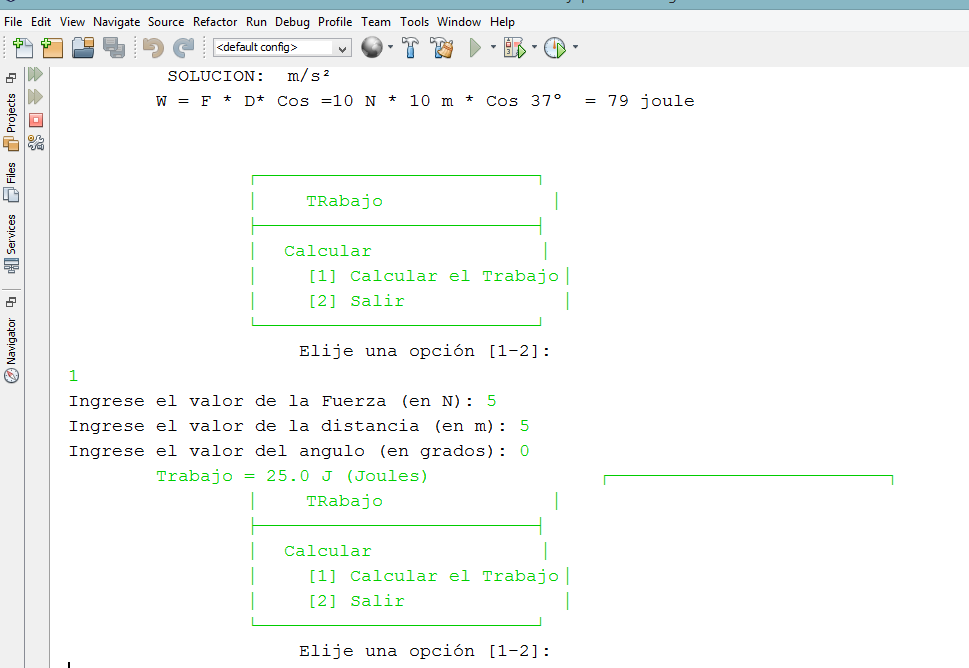 File Edit View Navigate Source Refactor Run Debug Profile Team Tools Window Help
<default config>
Projects
Files
Services
Navigator
SOLUCION: m/s²
W = F * D* Cos =10 N * 10 m * Cos 37° = 79 joule
TRabajo
Calcular
[1] Calcular el Trabajo
[2] Salir
Elije una opción [1-2]:
1
Ingrese el valor de la Fuerza (en N): 5
Ingrese el valor de la distancia (en m): 5
Ingrese el valor del angulo (en grados): 0
Trabajo = 25.0 J (Joules)
TRabajo
Calcular
[1] Calcular el Trabajo
[2] Salir
Elije una opción [1-2]: